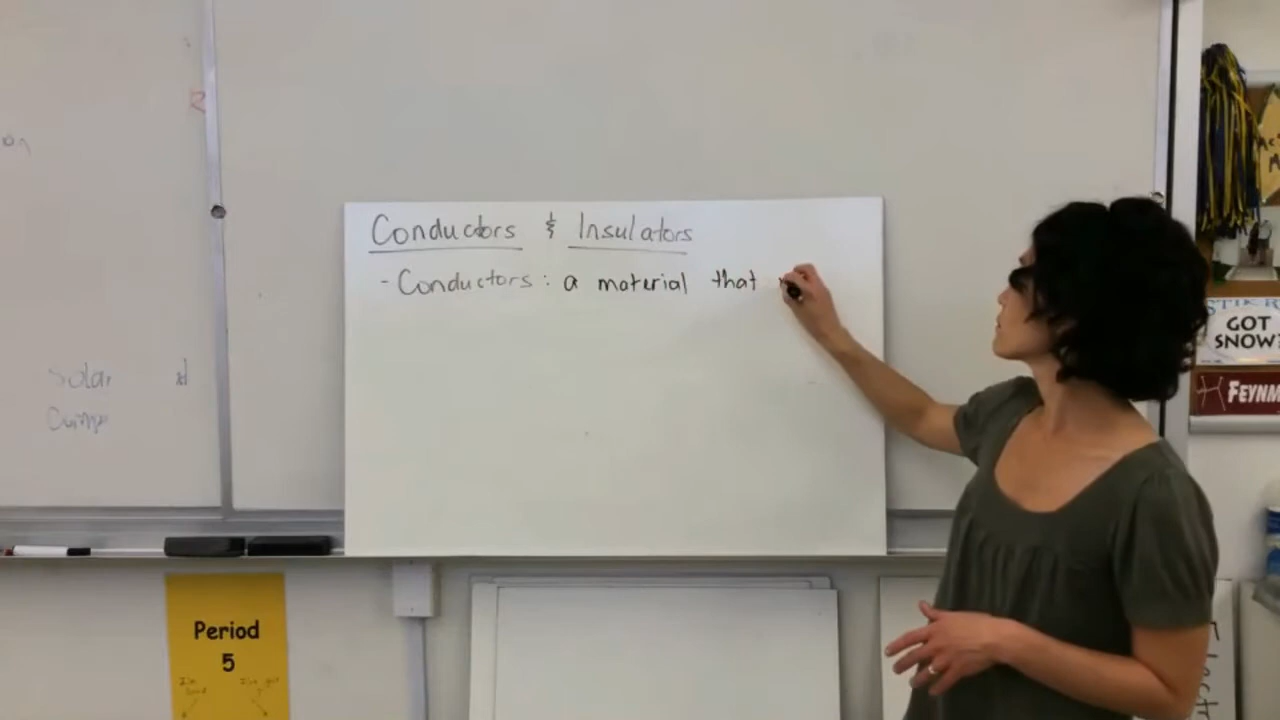 Conductors & Insulators
- Conductors: a material that
Solar
Period
5
GOT
SNOW?
FEYNM